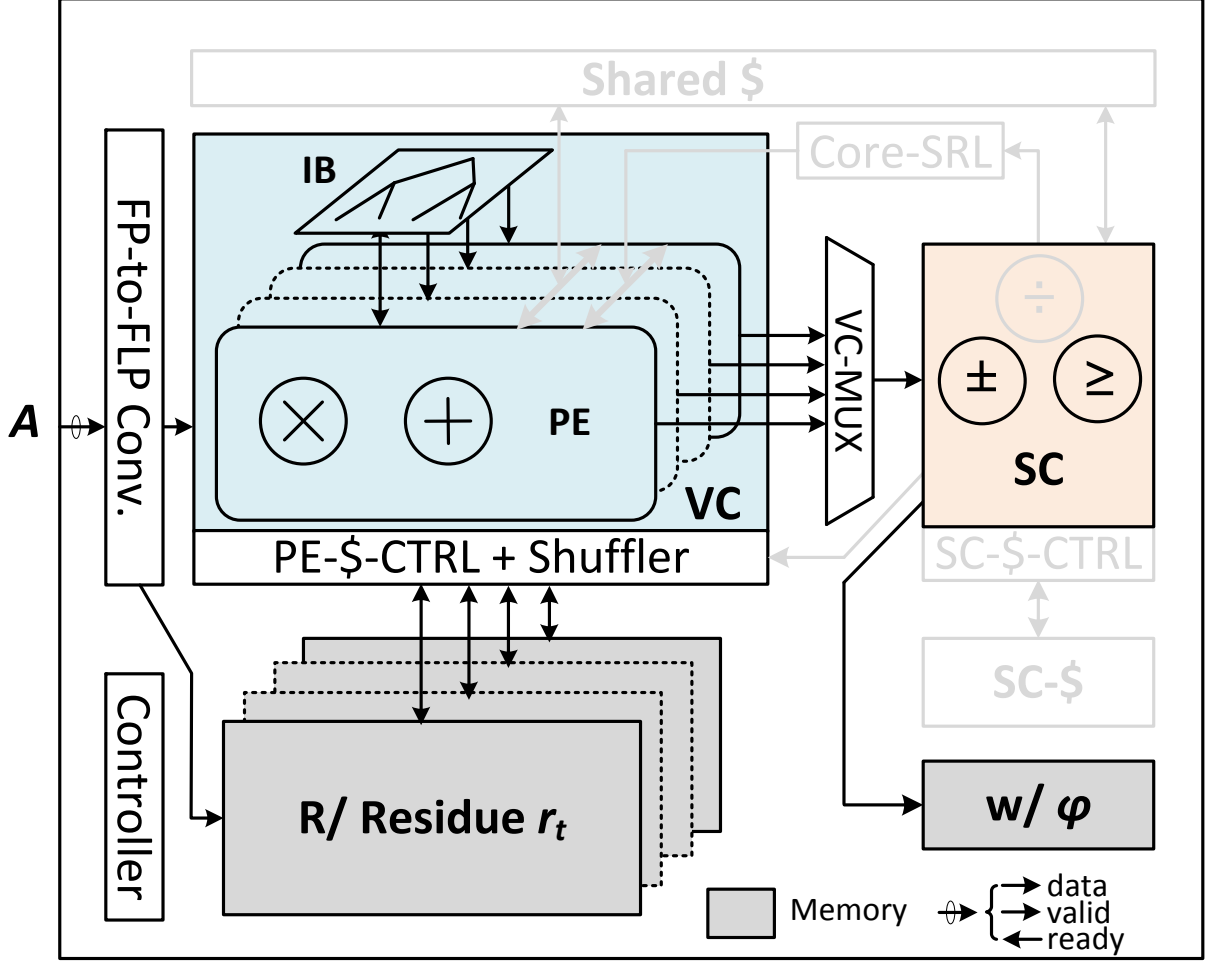 Shared $
Core-SRL
IB
FP-to-FLP Conv.
A
÷
± ≥
SC
VC-MUX
× + PE
VC
PE-$-CTRL + Shuffler
SC-$-CTRL
SC-$
Controller
R/ Residue rₜ
w/ φ
Memory
data
valid
ready